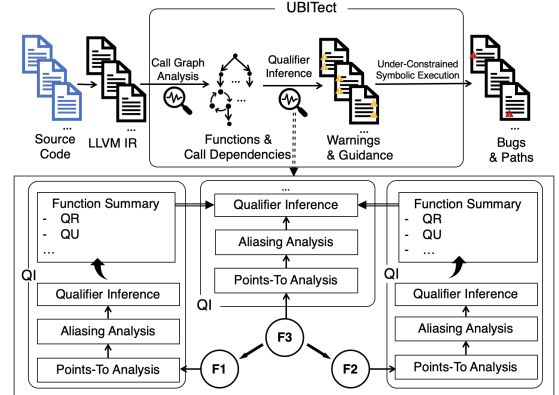 UBITect
Call Graph
Analysis
Qualifier
Inference
Under-Constrained
Symbolic Execution
...
...
...
...
...
...
Source
Code
LLVM IR
Functions &
Call Dependencies
Warnings
& Guidance
Bugs
& Paths
Function Summary
- QR
- QU
- ...
QI
Qualifier Inference
Aliasing Analysis
Points-To Analysis
...
Qualifier Inference
Aliasing Analysis
Points-To Analysis
QI
Function Summary
- QR
- QU
- ...
QI
Qualifier Inference
Aliasing Analysis
Points-To Analysis
F3
F1
F2